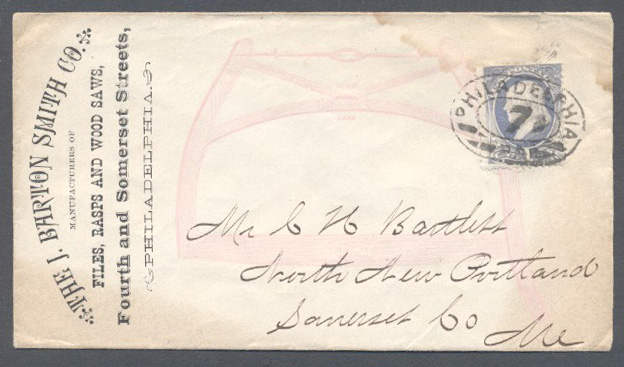 THE J. BARTON SMITH CO.
MANUFACTURERS OF
FILES, RASPS AND WOOD SAWS,
Fourth and Somerset Streets,
PHILADELPHIA.
PHILADELPHIA
7
Mr C H Bartlett
North New Portland
Somerset Co
Me